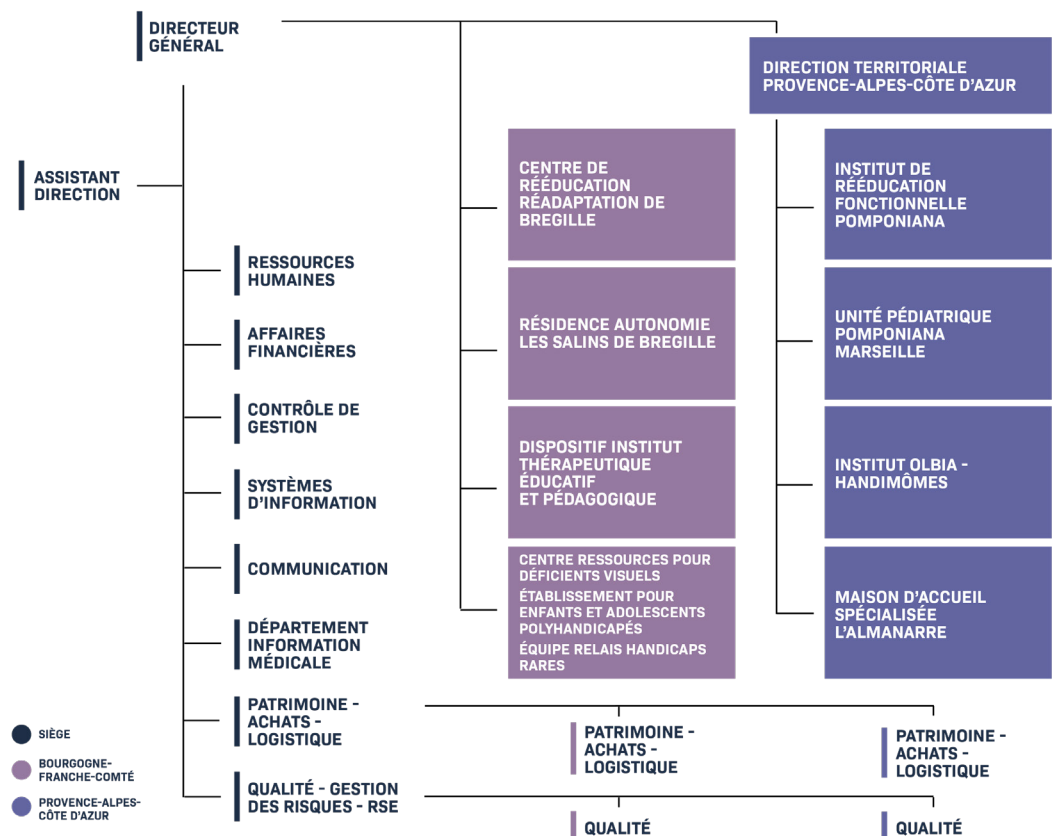 DIRECTEUR
GÉNÉRAL
DIRECTION TERRITORIALE
PROVENCE-ALPES-CÔTE D'AZUR
ASSISTANT
DIRECTION
CENTRE DE
RÉÉDUCATION
RÉADAPTATION DE
BREGILLE
INSTITUT DE
RÉÉDUCATION
FONCTIONNELLE
POMPONIANA
RESSOURCES
HUMAINES
AFFAIRES
FINANCIÈRES
RÉSIDENCE AUTONOMIE
LES SALINS DE BREGILLE
UNITÉ PÉDIATRIQUE
POMPONIANA
MARSEILLE
CONTRÔLE DE
GESTION
SYSTÈMES
D'INFORMATION
DISPOSITIF INSTITUT
THÉRAPEUTIQUE
ÉDUCATIF
ET PÉDAGOGIQUE
INSTITUT OLBIA -
HANDIMÔMES
COMMUNICATION
DÉPARTEMENT
INFORMATION
MÉDICALE
CENTRE RESSOURCES POUR
DÉFICIENTS VISUELS
ÉTABLISSEMENT POUR
ENFANTS ET ADOLESCENTS
POLYHANDICAPÉS
ÉQUIPE RELAIS HANDICAPS
RARES
MAISON D'ACCUEIL
SPÉCIALISÉE
L'ALMANARRE
PATRIMOINE -
ACHATS -
LOGISTIQUE
PATRIMOINE -
ACHATS -
LOGISTIQUE
PATRIMOINE -
ACHATS -
LOGISTIQUE
QUALITÉ - GESTION
DES RISQUES - RSE
QUALITÉ
QUALITÉ
SIÈGE
BOURGOGNE-
FRANCHE-COMTÉ
PROVENCE-ALPES-
CÔTE D'AZUR